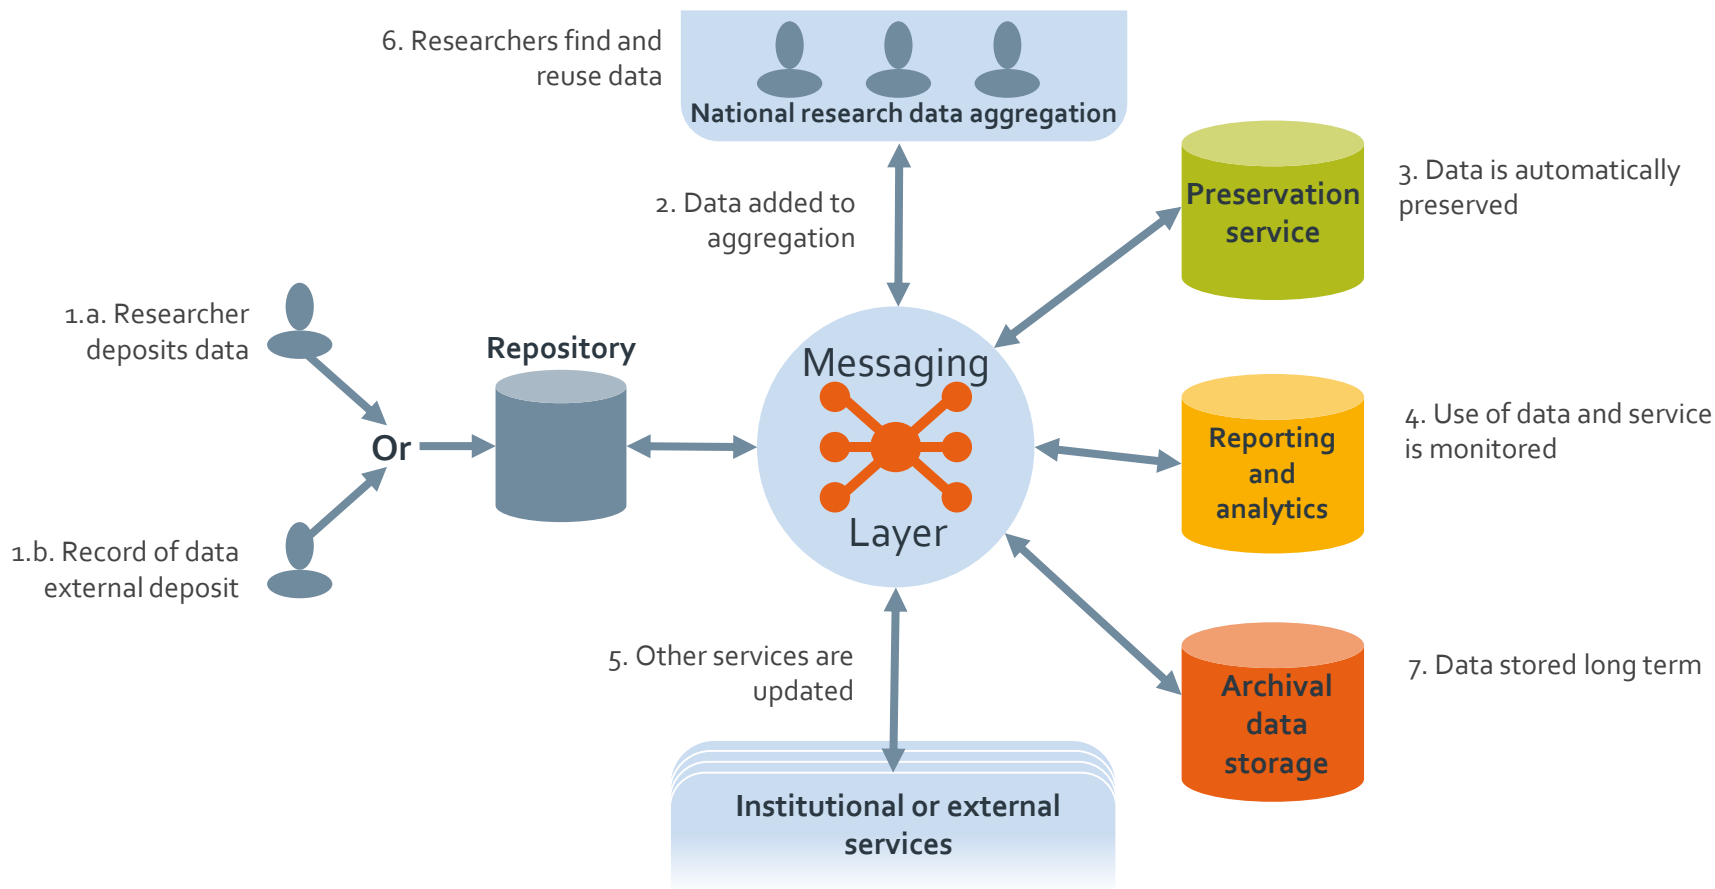 6. Researchers find and
reuse data
National research data aggregation
2. Data added to
aggregation
Preservation
service
3. Data is automatically
preserved
1.a. Researcher
deposits data
Repository
Or
1.b. Record of data
external deposit
Messaging
Layer
Reporting
and
analytics
4. Use of data and service
is monitored
5. Other services are
updated
Archival
data
storage
7. Data stored long term
Institutional or external
services